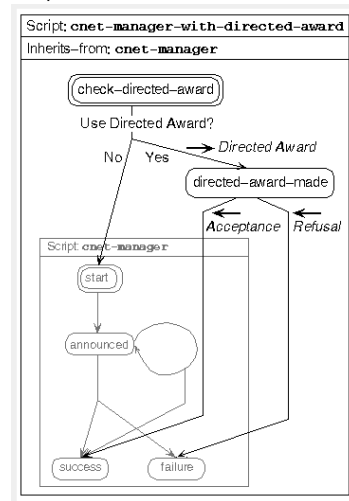 Script: cnet-manager-with-directed-award
Inherits-from: cnet-manager
check-directed-award
Use Directed Award?
No Yes
Directed Award
directed-award-made
Acceptance Refusal
Script: cnet-manager
start
announced
success failure